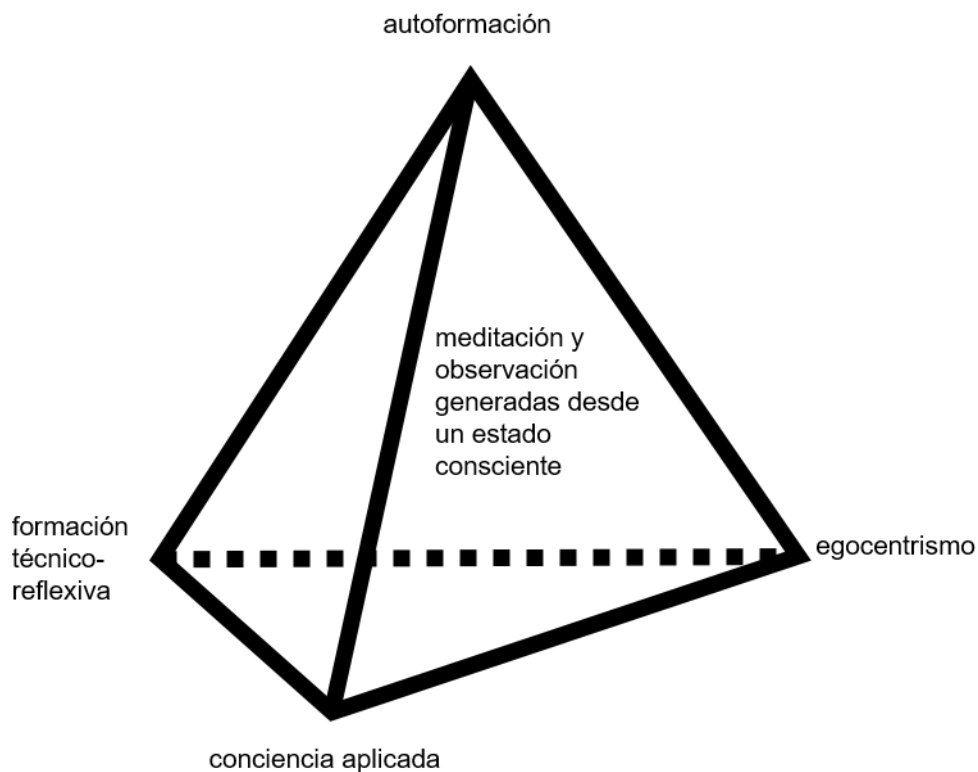 autoformación
meditación y
observación
generadas desde
un estado
consciente
formación
técnico-
reflexiva
egocentrismo
conciencia aplicada